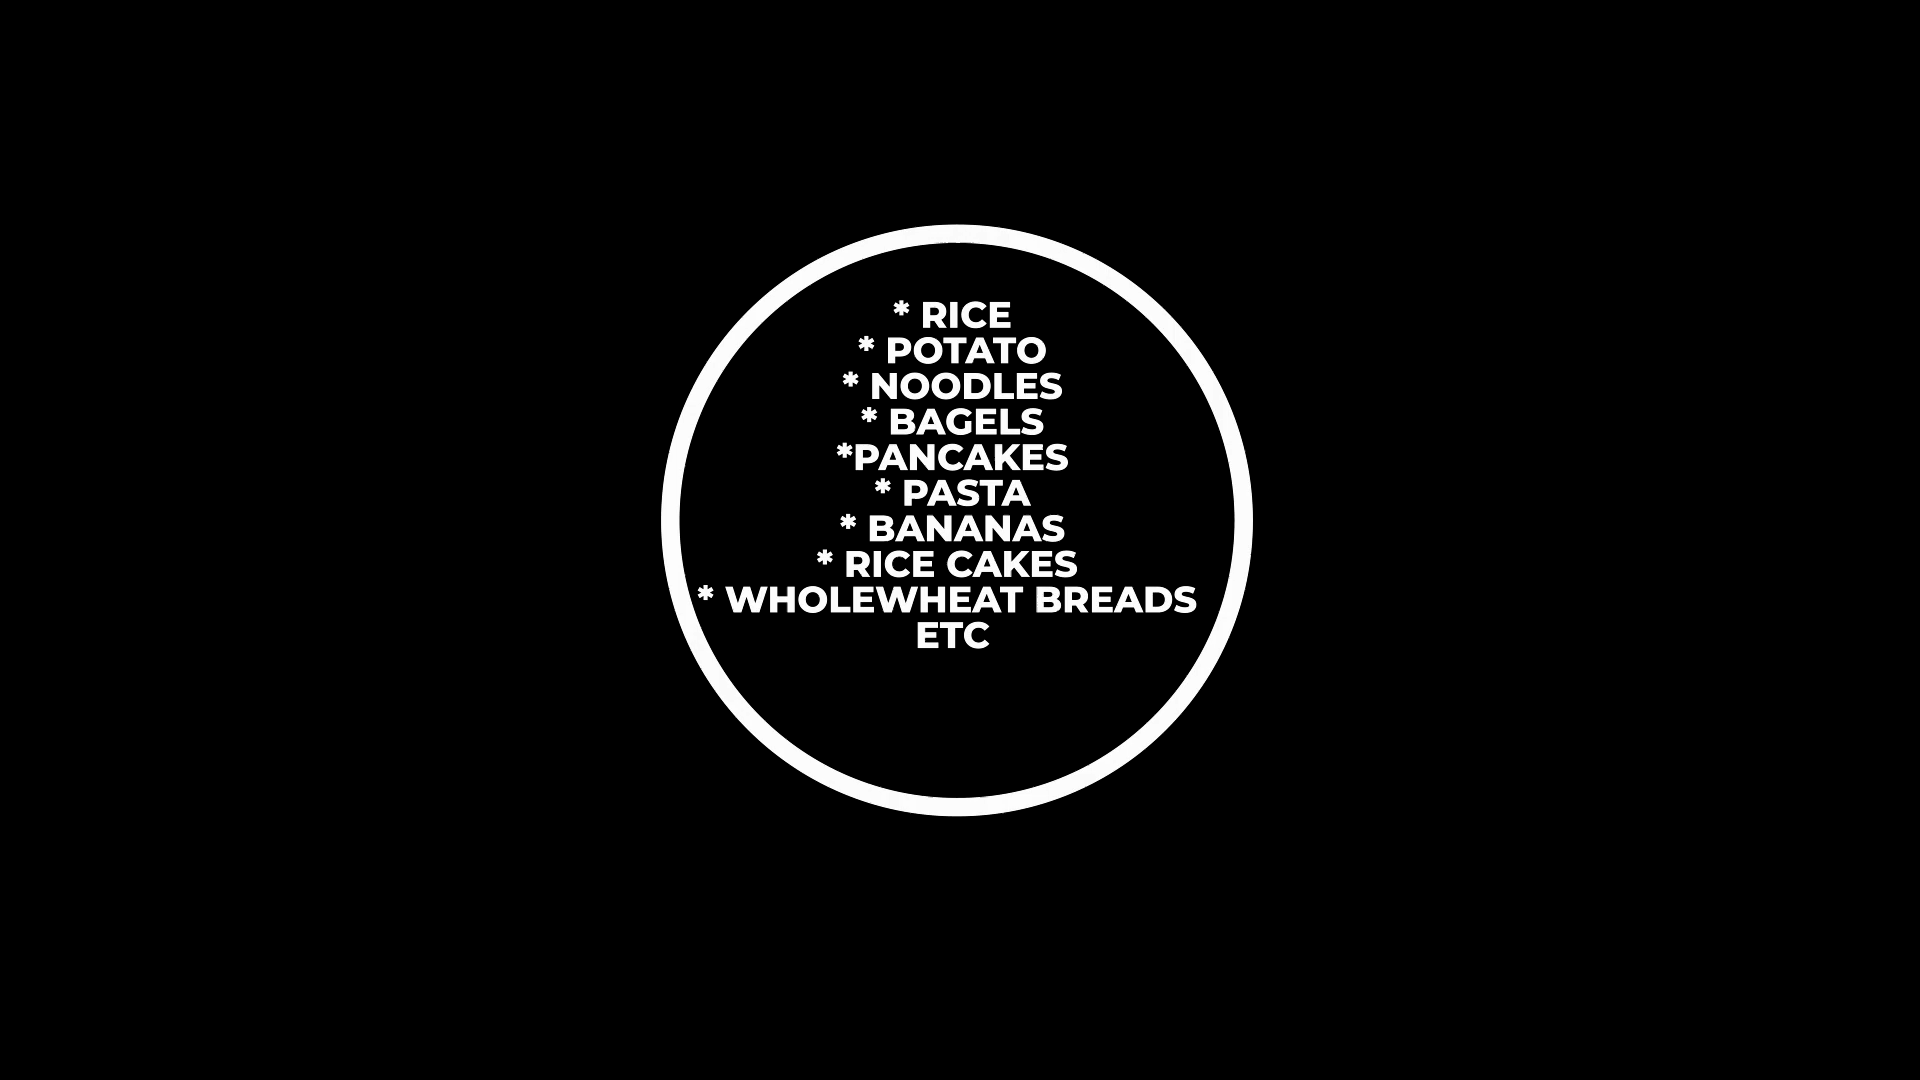 * RICE
* POTATO
* NOODLES
* BAGELS
*PANCAKES
* PASTA
* BANANAS
* RICE CAKES
* WHOLEWHEAT BREADS
ETC